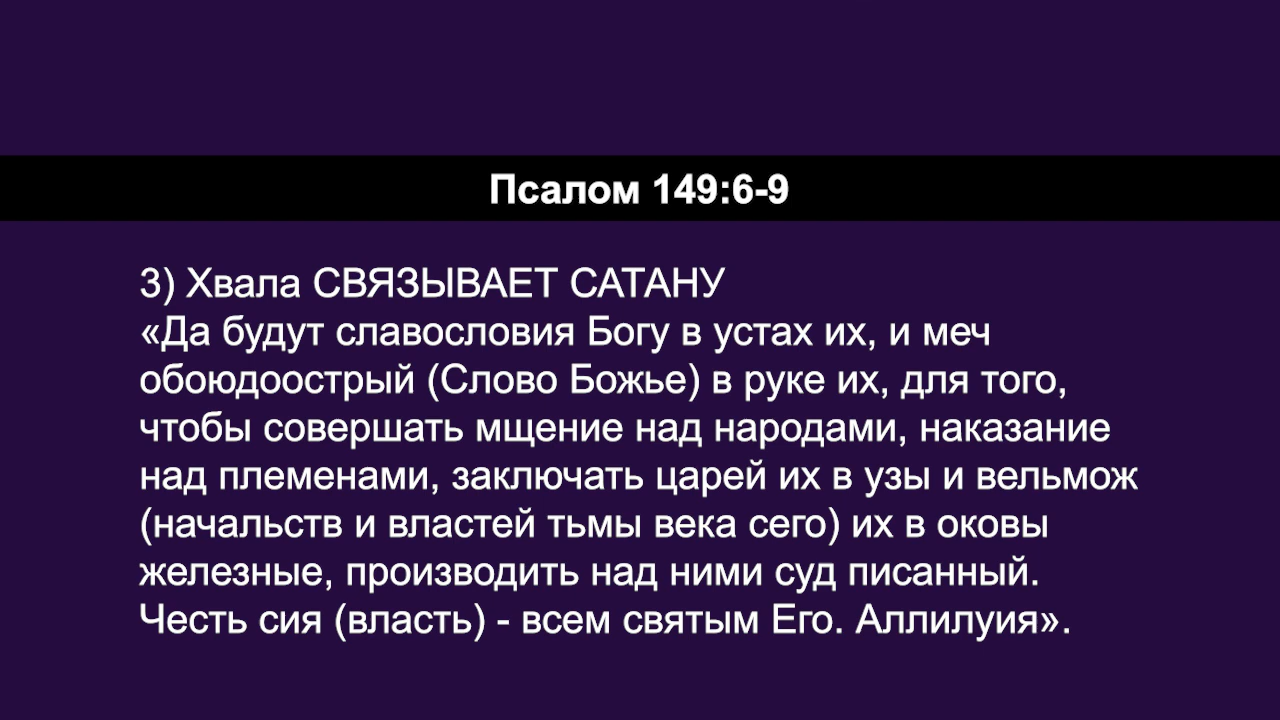 Псалом 149:6-9
3) Хвала СВЯЗЫВАЕТ САТАНУ
«Да будут славословия Богу в устах их, и меч
обоюдоострый (Слово Божье) в руке их, для того,
чтобы совершать мщение над народами, наказание
над племенами, заключать царей их в узы и вельмож
(начальств и властей тьмы века сего) их в оковы
железные, производить над ними суд писанный.
Честь сия (власть) - всем святым Его. Аллилуия».